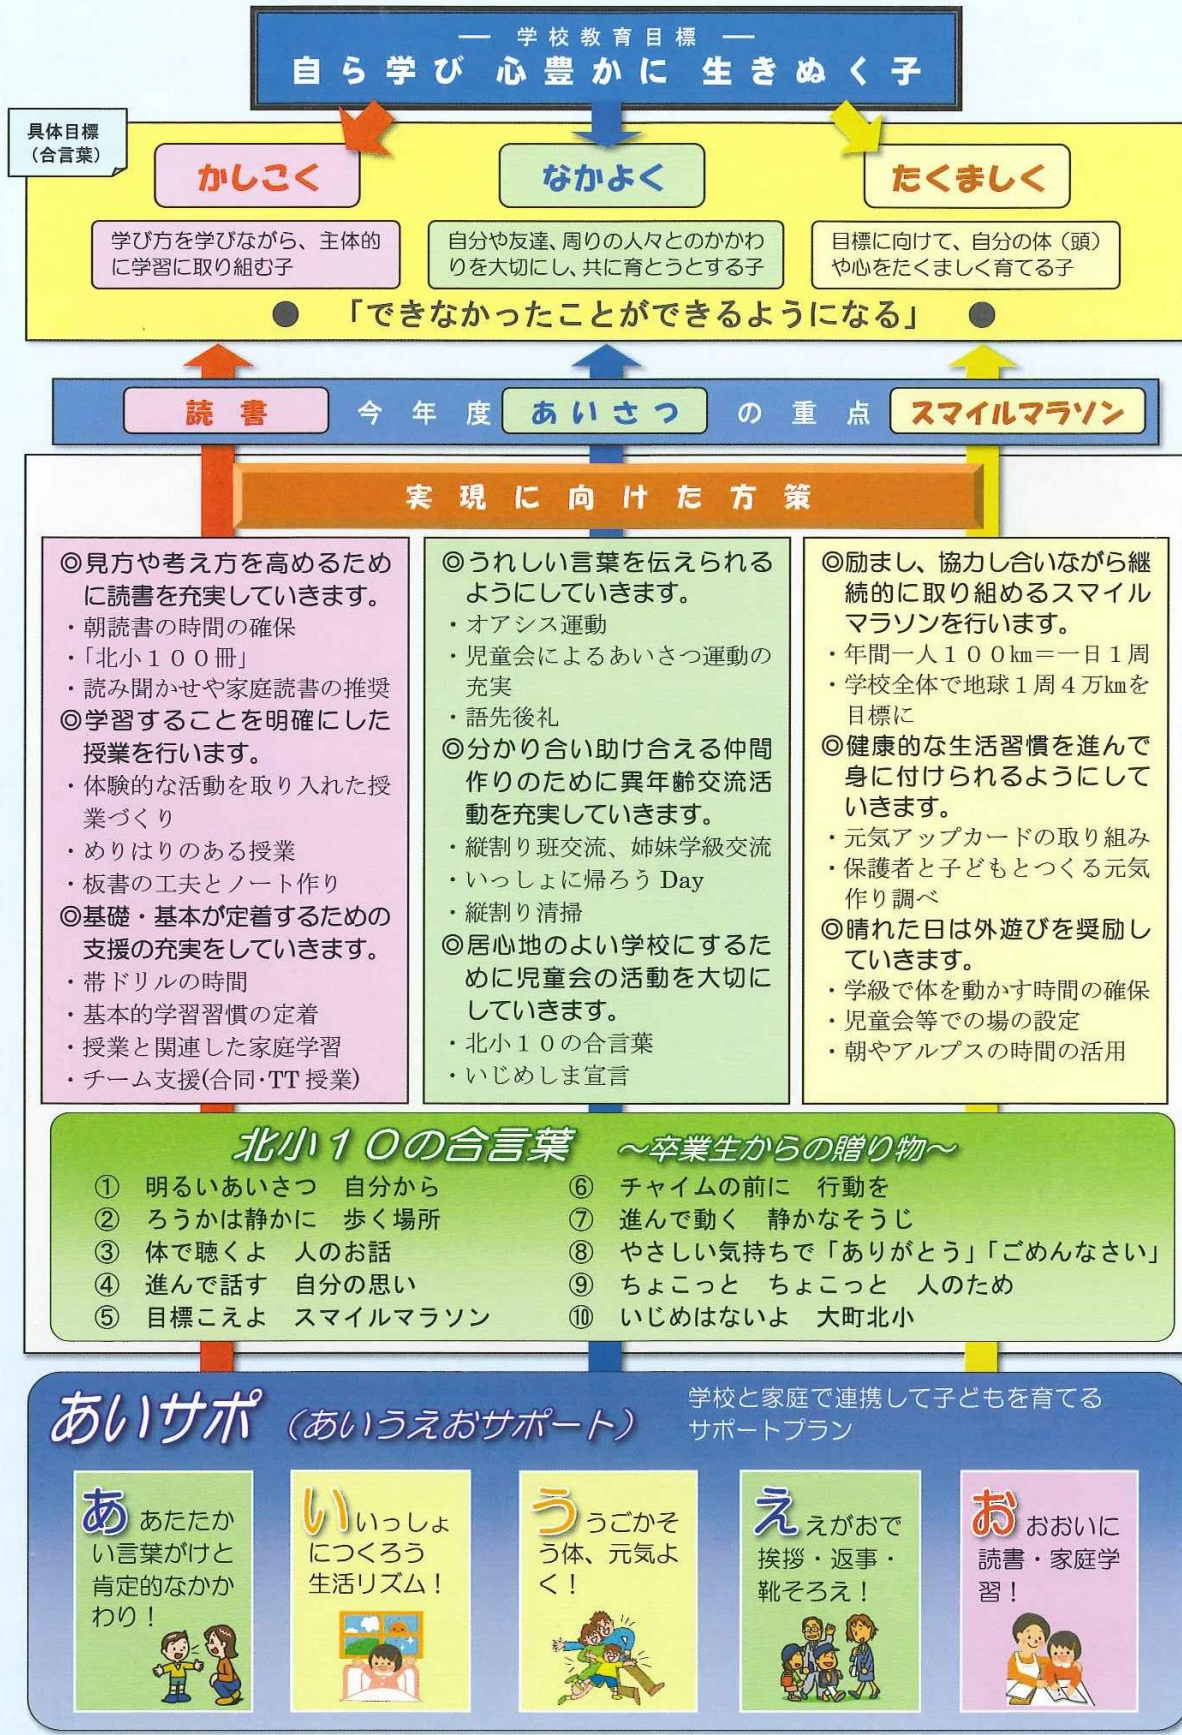 ― 学校教育目標 ―
自ら学び 心豊かに 生きぬく子
具体目標
（合言葉）
かしこく
なかよく
たくましく
学び方を学びながら、主体的
に学習に取り組む子
自分や友達、周りの人々とのかかわ
りを大切にし、共に育とうとする子
目標に向けて、自分の体（頭）
や心をたくましく育てる子
● 「できなかったことができるようになる」 ●
読書 今年度 あいさつ の重点 スマイルマラソン
実現に向けた方策
◎見方や考え方を高めるため
に読書を充実していきます。
・朝読書の時間の確保
・「北小１００冊」
・読み聞かせや家庭読書の推奨
◎学習することを明確にした
授業を行います。
・体験的な活動を取り入れた授
業づくり
・めりはりのある授業
・板書の工夫とノート作り
◎基礎・基本が定着するための
支援の充実をしていきます。
・帯ドリルの時間
・基本的学習習慣の定着
・授業と関連した家庭学習
・チーム支援(合同･TT 授業)
◎うれしい言葉を伝えられる
ようにしていきます。
・オアシス運動
・児童会によるあいさつ運動の
充実
・語先後礼
◎分かり合い助け合える仲間
作りのために異年齢交流活
動を充実していきます。
・縦割り班交流、姉妹学級交流
・いっしょに帰ろう Day
・縦割り清掃
◎居心地のよい学校にするた
めに児童会の活動を大切に
していきます。
・北小１０の合言葉
・いじめしま宣言
◎励まし、協力し合いながら継
続的に取り組めるスマイル
マラソンを行います。
・年間一人１００㎞＝一日１周
・学校全体で地球１周４万㎞を
目標に
◎健康的な生活習慣を進んで
身に付けられるようにして
いきます。
・元気アップカードの取り組み
・保護者と子どもとつくる元気
作り調べ
◎晴れた日は外遊びを奨励し
ていきます。
・学級で体を動かす時間の確保
・児童会等での場の設定
・朝やアルプスの時間の活用
北小１０の合言葉 ～卒業生からの贈り物～
① 明るいあいさつ 自分から
② ろうかは静かに 歩く場所
③ 体で聴くよ 人のお話
④ 進んで話す 自分の思い
⑤ 目標こえよ スマイルマラソン
⑥ チャイムの前に 行動を
⑦ 進んで動く 静かなそうじ
⑧ やさしい気持ちで「ありがとう」「ごめんなさい」
⑨ ちょこっと ちょこっと 人のため
⑩ いじめはないよ 大町北小
あいサポ（あいうえおサポート）
学校と家庭で連携して子どもを育てる
サポートプラン
あ あたたか
い言葉がけと
肯定的なかか
わり！
い いっしょ
につくろう
生活リズム！
う うごかそ
う体、元気よ
く！
え えがおで
挨拶・返事・
靴そろえ！
お おおいに
読書・家庭学
習！